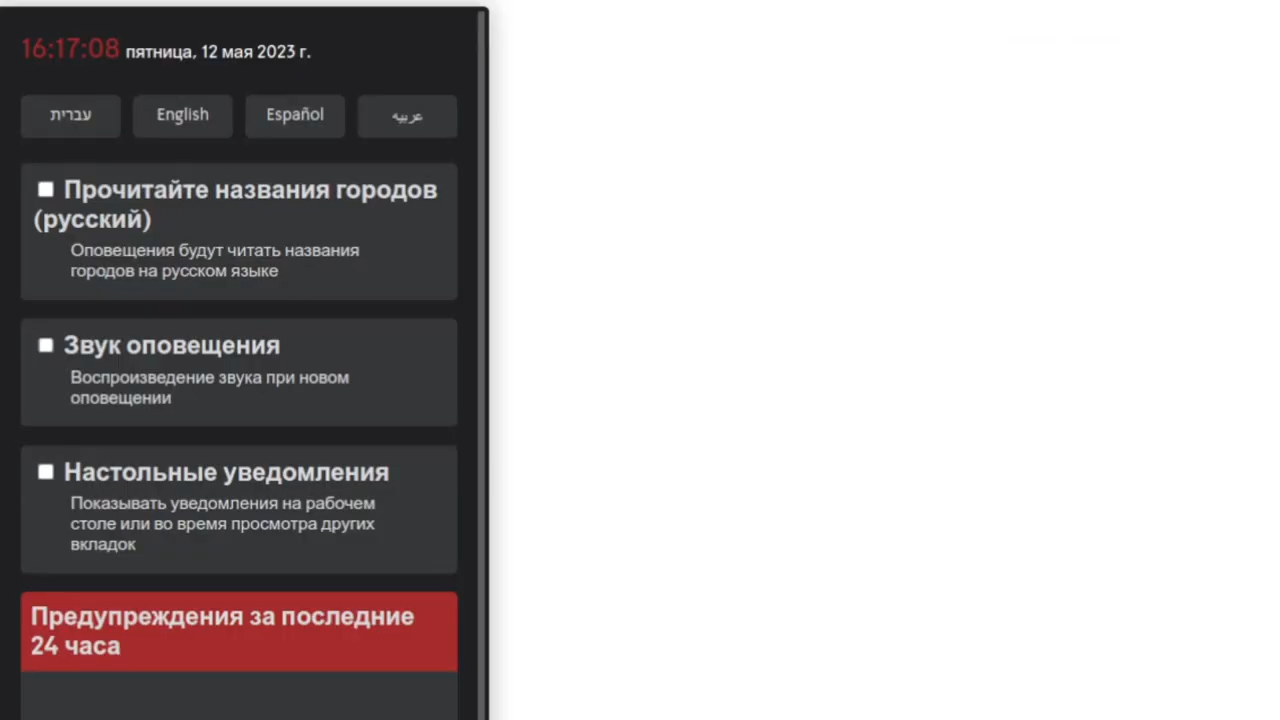 16:17:08 пятница, 12 мая 2023 г.
עברית English Español عربيه
Прочитайте названия городов
(русский)
Оповещения будут читать названия
городов на русском языке
Звук оповещения
Воспроизведение звука при новом
оповещении
Настольные уведомления
Показывать уведомления на рабочем
столе или во время просмотра других
вкладок
Предупреждения за последние
24 часа